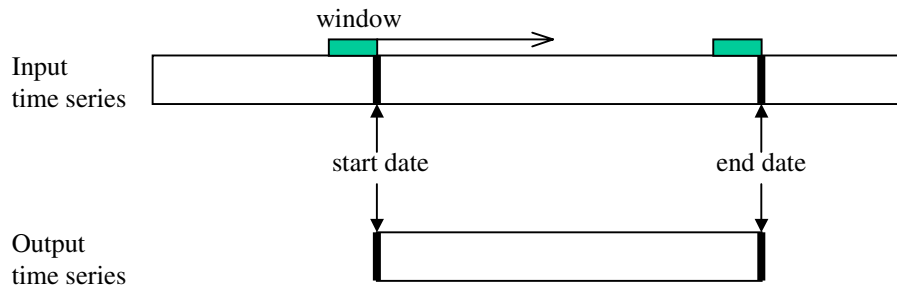 window
Input
time series
start date
end date
Output
time series